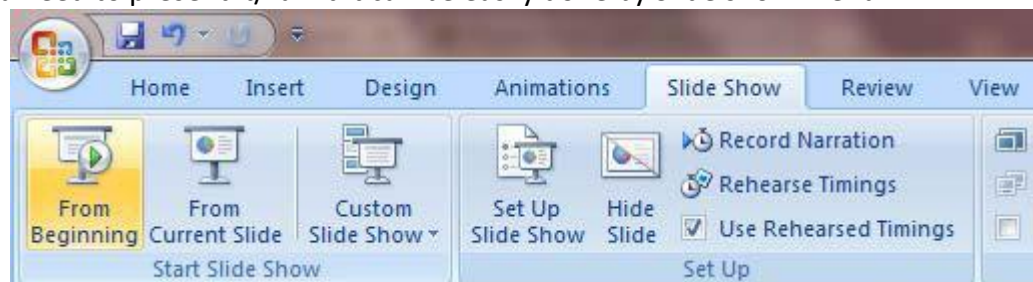 Home Insert Design Animations Slide Show Review View
From Beginning
From Current Slide
Custom Slide Show
Set Up Slide Show
Hide Slide
Record Narration
Rehearse Timings
Use Rehearsed Timings
Start Slide Show
Set Up